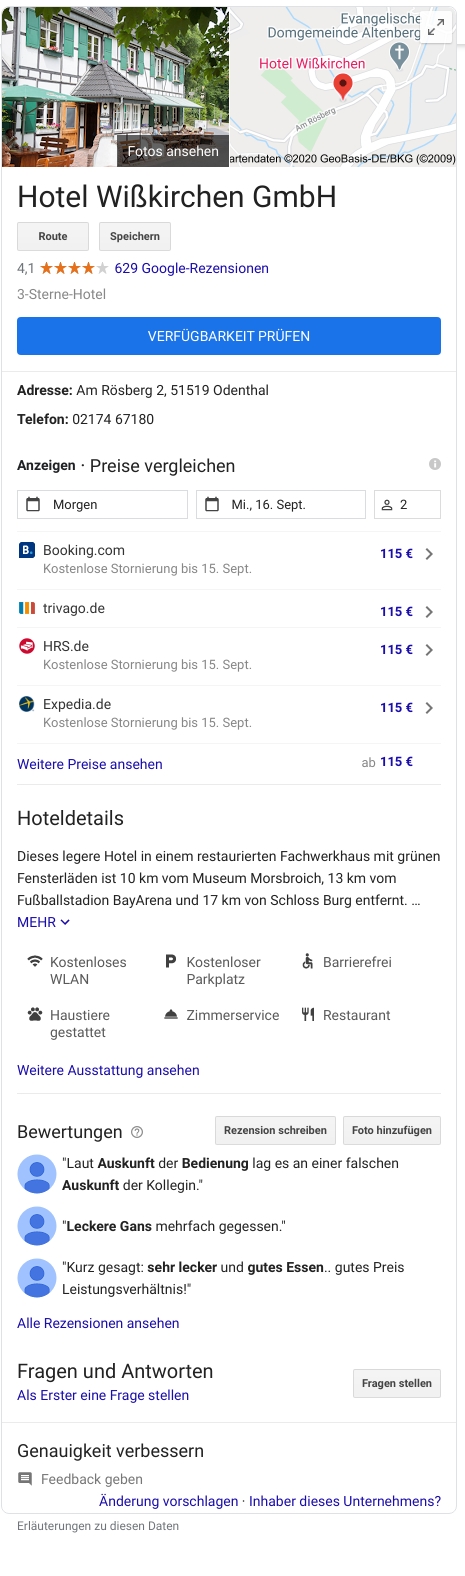 Evangelische
Domgemeinde Altenberg
Hotel Wißkirchen
Am Rösberg
Fotos ansehen
artendaten ©2020 GeoBasis-DE/BKG (©2009)
Hotel Wißkirchen GmbH
Route Speichern
4,1 629 Google-Rezensionen
3-Sterne-Hotel
VERFÜGBARKEIT PRÜFEN
Adresse: Am Rösberg 2, 51519 Odenthal
Telefon: 02174 67180
Anzeigen · Preise vergleichen
Morgen Mi., 16. Sept. 2
B. Booking.com 115 €
Kostenlose Stornierung bis 15. Sept.
trivago.de 115 €
HRS.de 115 €
Kostenlose Stornierung bis 15. Sept.
Expedia.de 115 €
Kostenlose Stornierung bis 15. Sept.
Weitere Preise ansehen ab 115 €
Hoteldetails
Dieses legere Hotel in einem restaurierten Fachwerkhaus mit grünen
Fensterläden ist 10 km vom Museum Morsbroich, 13 km vom
Fußballstadion BayArena und 17 km von Schloss Burg entfernt. ...
MEHR
Kostenloses WLAN
Kostenloser Parkplatz
Barrierefrei
Haustiere gestattet
Zimmerservice
Restaurant
Weitere Ausstattung ansehen
Bewertungen Rezension schreiben Foto hinzufügen
"Laut Auskunft der Bedienung lag es an einer falschen
Auskunft der Kollegin."
"Leckere Gans mehrfach gegessen."
"Kurz gesagt: sehr lecker und gutes Essen.. gutes Preis
Leistungsverhältnis!"
Alle Rezensionen ansehen
Fragen und Antworten
Als Erster eine Frage stellen
Fragen stellen
Genauigkeit verbessern
Feedback geben
Änderung vorschlagen · Inhaber dieses Unternehmens?
Erläuterungen zu diesen Daten